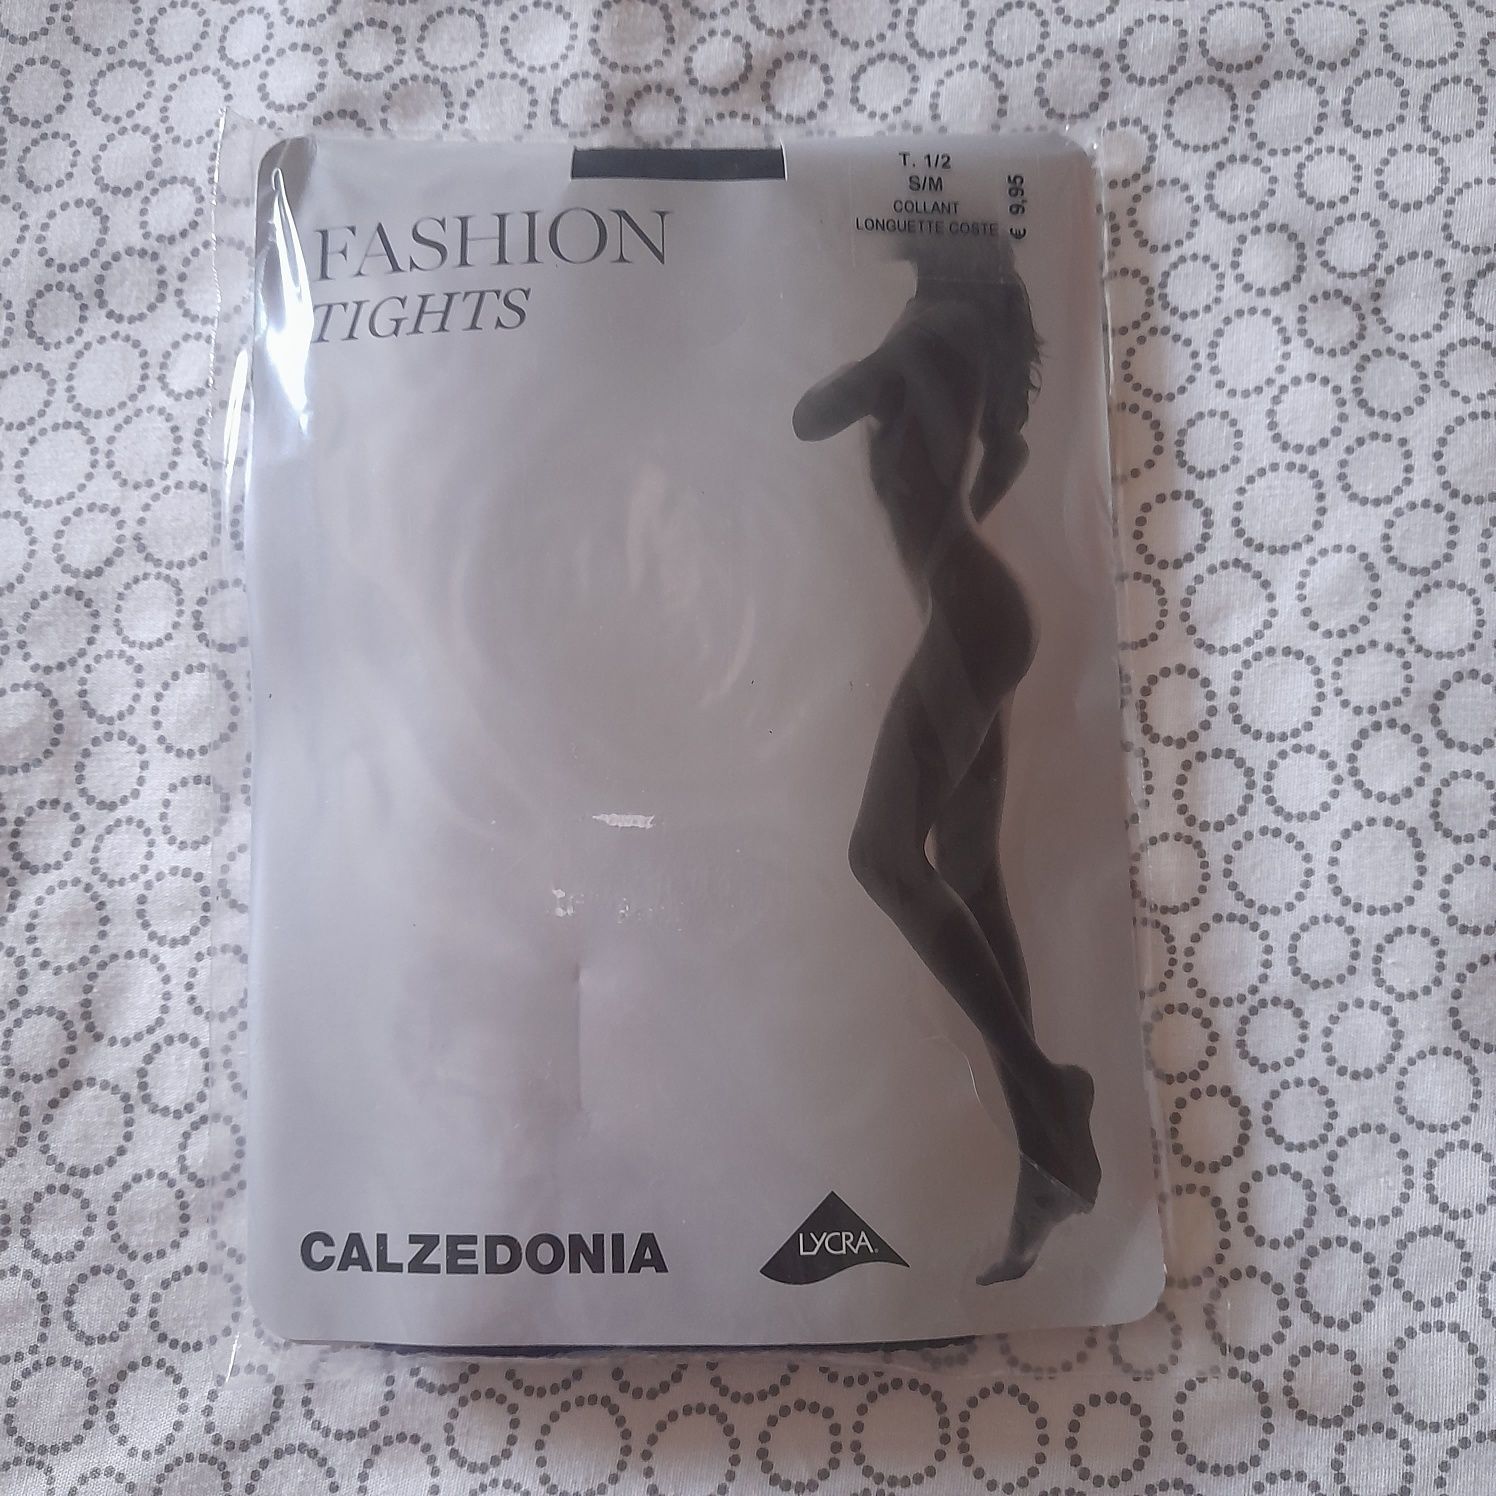 T. 1/2
S/M
COLLANT
LONGUETTE COSTE
€ 9,95
FASHION
TIGHTS
CALZEDONIA
LYCRA®